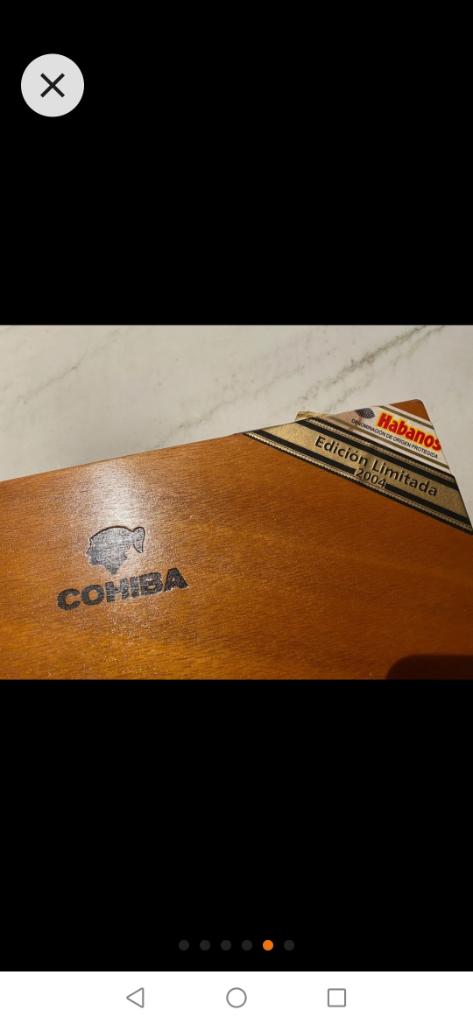 Habanos
DENOMINACIÓN DE ORIGEN PROTEGIDA
Edición Limitada
2004
COHIBA